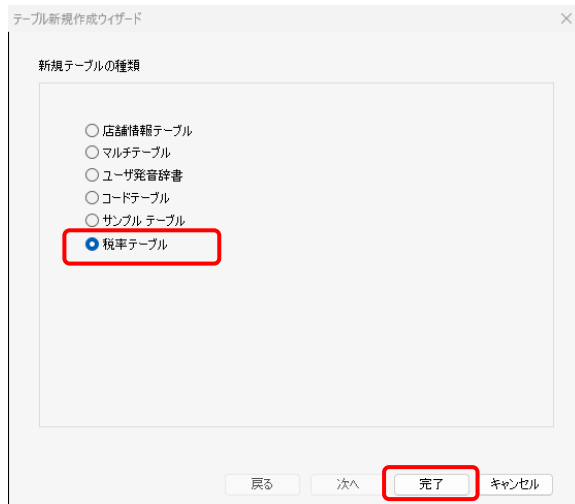 テーブル新規作成ウィザード
新規テーブルの種類
店舗情報テーブル
マルチテーブル
ユーザ発音辞書
コードテーブル
サンプル テーブル
税率テーブル
戻る 次へ 完了 キャンセル